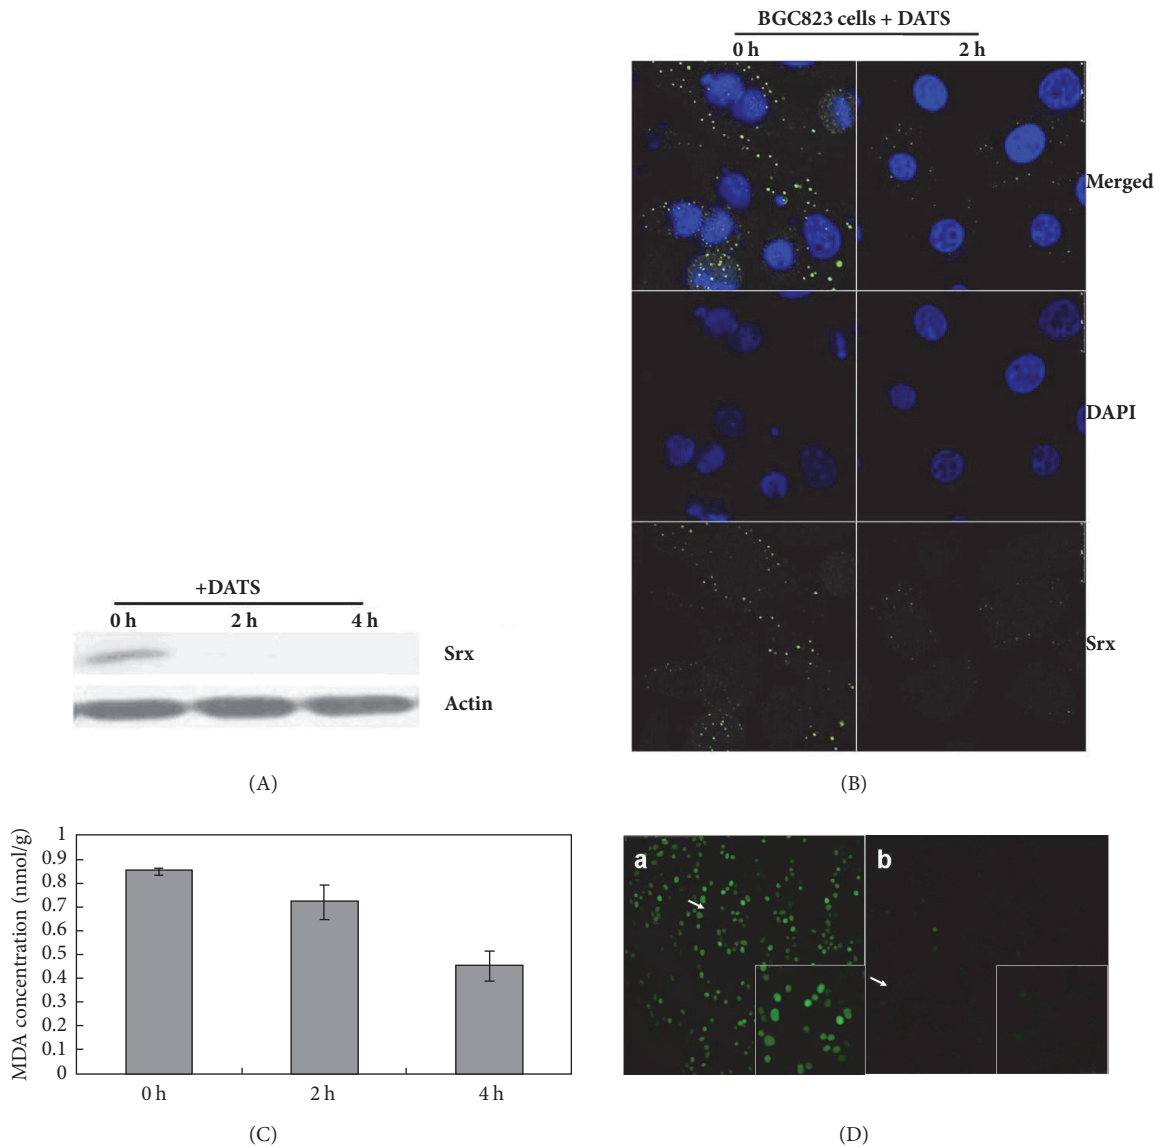 BGC823 cells + DATS
0 h 2 h
Merged
DAPI
Srx
+DATS
0 h 2 h 4 h
Srx
Actin
(A)
(B)
MDA concentration (nmol/g)
1
0.9
0.8
0.7
0.6
0.5
0.4
0.3
0.2
0.1
0
0 h 2 h 4 h
(C)
a b
(D)